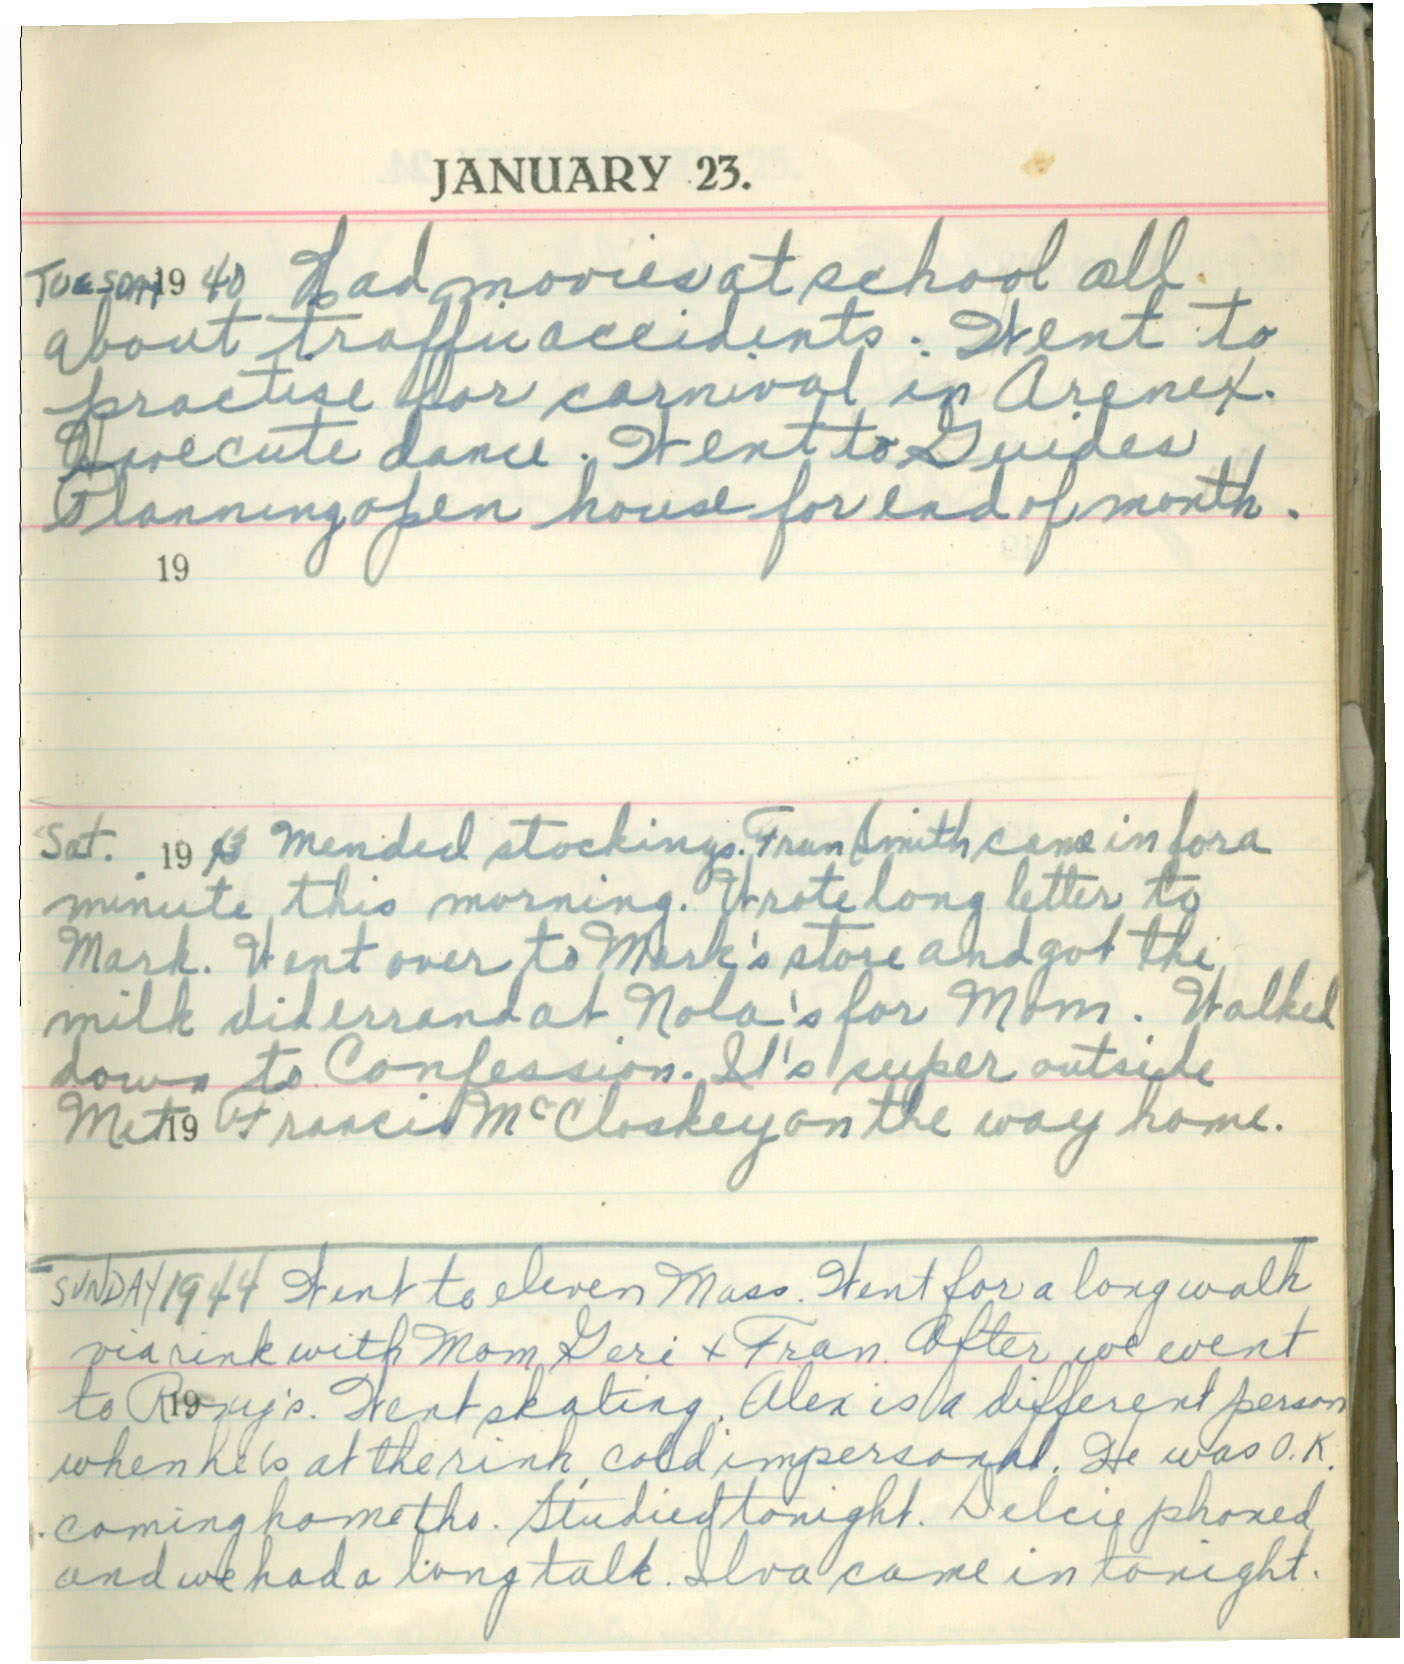 JANUARY 23.
TUESDAY 1940 Had movies at school all
about traffic accidents. Went to
practise for carnival in Arenex.
cute dance. Went to Guides
Planning open house for end of month.
19
Sat. 1943 Mended stockings. Fran Smith came in for a
minute this morning. Wrote long letter to
Mark. Went over to Mark's store and got the
milk did errand at Nola's for Mom. Walked
down to Confession. It's super outside
Met 19 Francis McCloskey on the way home.
SUNDAY 1944 Went to eleven Mass. Went for a long walk
via rink with Mom Geri + Fran. After we went
to 19 Went skating. Alex is a different person
when he's at the rink, cold impersonal. He was O.K.
coming home tho. Studied tonight. Delcie phoned
and we had a long talk. Ilva came in tonight.